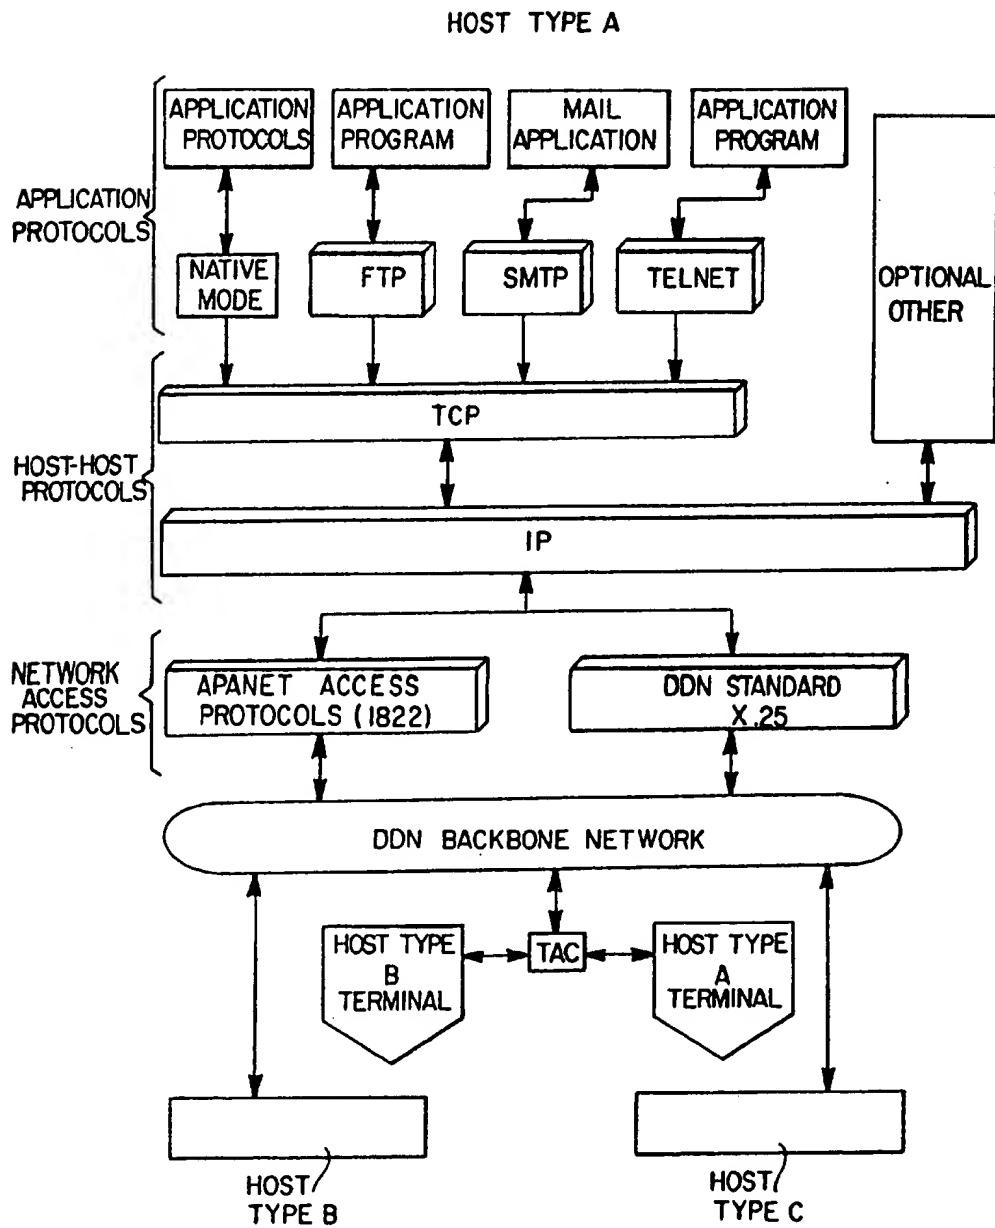 HOST TYPE A
APPLICATION
PROTOCOLS
APPLICATION
PROGRAM
MAIL
APPLICATION
APPLICATION
PROGRAM
APPLICATION
PROTOCOLS
NATIVE
MODE
FTP
SMTP
TELNET
OPTIONAL
OTHER
TCP
HOST-HOST
PROTOCOLS
IP
NETWORK
ACCESS
PROTOCOLS
APANET ACCESS
PROTOCOLS (1822)
DDN STANDARD
X.25
DDN BACKBONE NETWORK
HOST TYPE
B
TERMINAL
TAC
HOST TYPE
A
TERMINAL
HOST
TYPE B
HOST
TYPE C